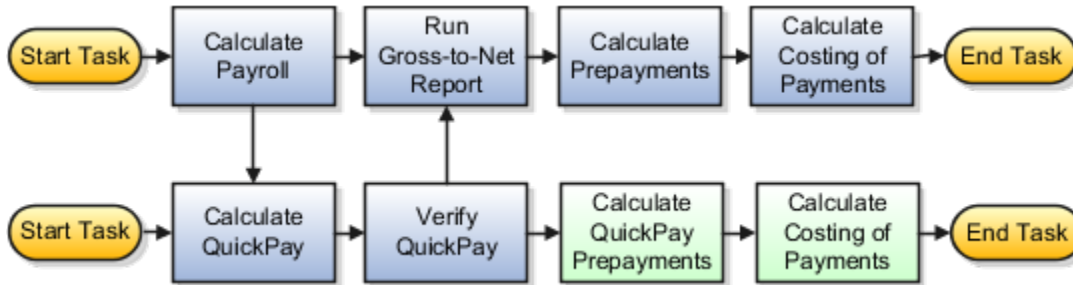 Start Task
Calculate
Payroll
Run
Gross-to-Net
Report
Calculate
Prepayments
Calculate
Costing of
Payments
End Task
Start Task
Calculate
QuickPay
Verify
QuickPay
Calculate
QuickPay
Prepayments
Calculate
Costing of
Payments
End Task